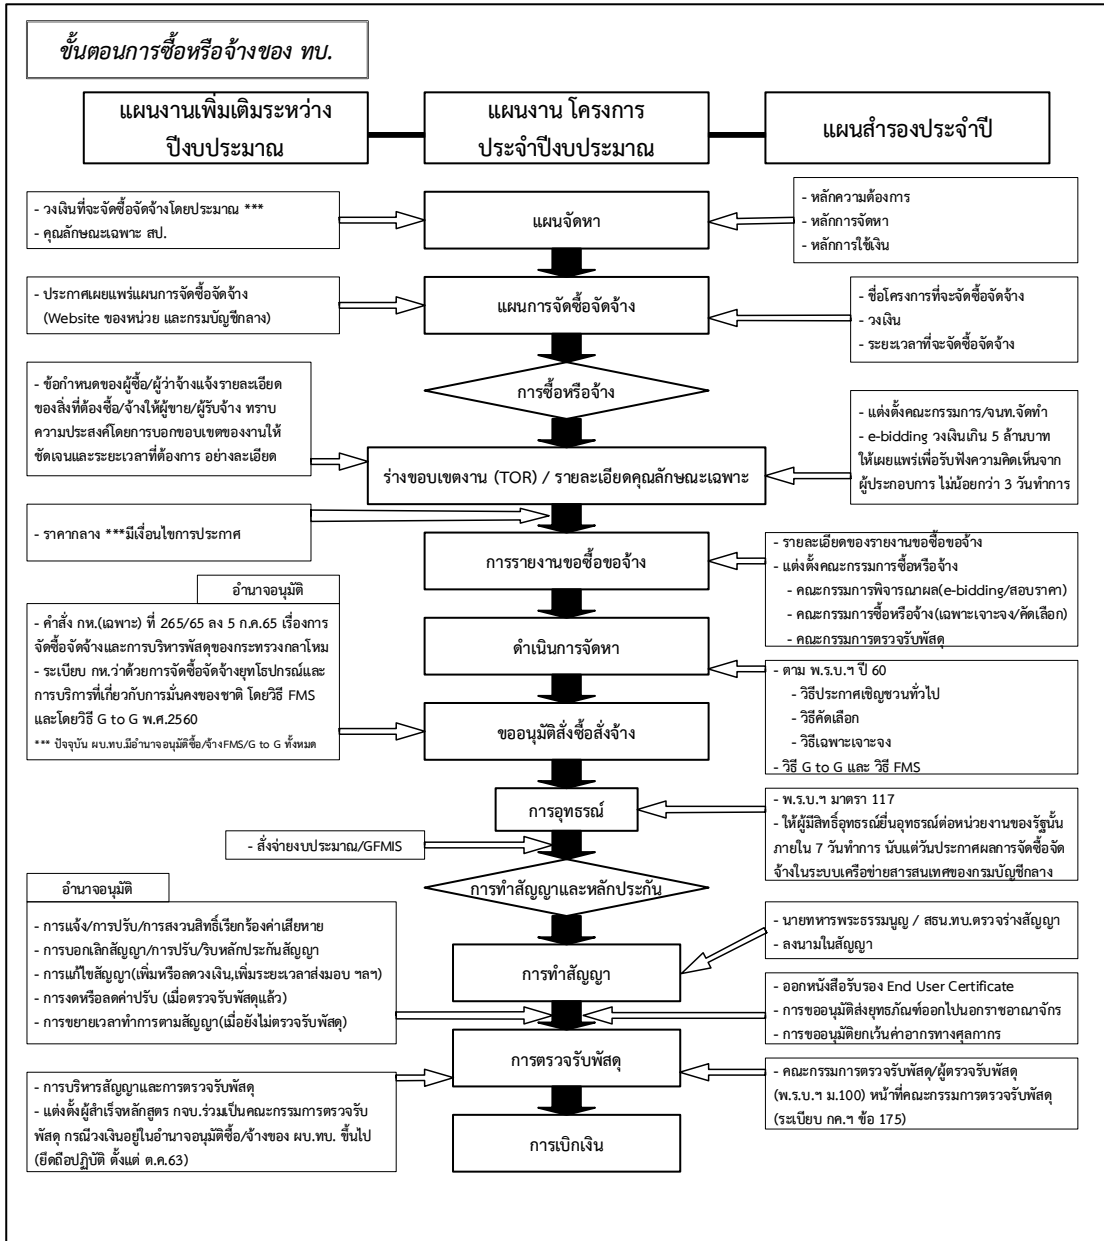 ขั้นตอนการซื้อหรือจ้างของ ทบ.
แผนงานเพิ่มเติมระหว่าง
ปีงบประมาณ
แผนงาน โครงการ
ประจำปีงบประมาณ
แผนสำรองประจำปี
- วงเงินที่จะจัดซื้อจัดจ้างโดยประมาณ ***
- คุณลักษณะเฉพาะ สป.
แผนจัดหา
- หลักความต้องการ
- หลักการจัดหา
- หลักการใช้เงิน
- ประกาศเผยแพร่แผนการจัดซื้อจัดจ้าง
(Website ของหน่วย และกรมบัญชีกลาง)
แผนการจัดซื้อจัดจ้าง
- ชื่อโครงการที่จะจัดซื้อจัดจ้าง
- วงเงิน
- ระยะเวลาที่จะจัดซื้อจัดจ้าง
การซื้อหรือจ้าง
- ข้อกำหนดของผู้ซื้อ/ผู้ว่าจ้างแจ้งรายละเอียด
ของสิ่งที่ต้องซื้อ/จ้างให้ผู้ขาย/ผู้รับจ้าง ทราบ
ความประสงค์โดยการบอกขอบเขตของงานให้
ชัดเจนและระยะเวลาที่ต้องการ อย่างละเอียด
ร่างขอบเขตงาน (TOR) / รายละเอียดคุณลักษณะเฉพาะ
- แต่งตั้งคณะกรรมการ/จนท.จัดทำ
- e-bidding วงเงินเกิน 5 ล้านบาท
ให้เผยแพร่เพื่อรับฟังความคิดเห็นจาก
ผู้ประกอบการ ไม่น้อยกว่า 3 วันทำการ
- ราคากลาง ***มีเงื่อนไขการประกาศ
การรายงานขอซื้อขอจ้าง
- รายละเอียดของรายงานขอซื้อขอจ้าง
- แต่งตั้งคณะกรรมการซื้อหรือจ้าง
- คณะกรรมการพิจารณาผล(e-bidding/สอบราคา)
- คณะกรรมการซื้อหรือจ้าง(เฉพาะเจาะจง/คัดเลือก)
- คณะกรรมการตรวจรับพัสดุ
อำนาจอนุมัติ
- คำสั่ง กห.(เฉพาะ) ที่ 265/65 ลง 5 ก.ค.65 เรื่องการ
จัดซื้อจัดจ้างและการบริหารพัสดุของกระทรวงกลาโหม
- ระเบียบ กห.ว่าด้วยการจัดซื้อจัดจ้างยุทโธปกรณ์และ
การบริการที่เกี่ยวกับการมั่นคงของชาติ โดยวิธี FMS
และโดยวิธี G to G พ.ศ.2560
*** ปัจจุบัน ผบ.ทบ.มีอำนาจอนุมัติซื้อ/จ้างFMS/G to G ทั้งหมด
ดำเนินการจัดหา
- ตาม พ.ร.บ.ฯ ปี 60
- วิธีประกาศเชิญชวนทั่วไป
- วิธีคัดเลือก
- วิธีเฉพาะเจาะจง
- วิธี G to G และ วิธี FMS
ขออนุมัติสั่งซื้อสั่งจ้าง
การอุทธรณ์
- พ.ร.บ.ฯ มาตรา 117
- ให้ผู้มีสิทธิ์อุทธรณ์ยื่นอุทธรณ์ต่อหน่วยงานของรัฐนั้น
ภายใน 7 วันทำการ นับแต่วันประกาศผลการจัดซื้อจัด
จ้างในระบบเครือข่ายสารสนเทศของกรมบัญชีกลาง
- สั่งจ่ายงบประมาณ/GFMIS
การทำสัญญาและหลักประกัน
อำนาจอนุมัติ
- การแจ้ง/การปรับ/การสงวนสิทธิ์เรียกร้องค่าเสียหาย
- การบอกเลิกสัญญา/การปรับ/ริบหลักประกันสัญญา
- การแก้ไขสัญญา(เพิ่มหรือลดวงเงิน,เพิ่มระยะเวลาส่งมอบ ฯลฯ)
- การงดหรือลดค่าปรับ (เมื่อตรวจรับพัสดุแล้ว)
- การขยายเวลาทำการตามสัญญา(เมื่อยังไม่ตรวจรับพัสดุ)
การทำสัญญา
- นายทหารพระธรรมนูญ / สธน.ทบ.ตรวจร่างสัญญา
- ลงนามในสัญญา
- ออกหนังสือรับรอง End User Certificate
- การขออนุมัติส่งยุทธภัณฑ์ออกไปนอกราชอาณาจักร
- การขออนุมัติยกเว้นค่าอากรทางศุลกากร
การตรวจรับพัสดุ
- คณะกรรมการตรวจรับพัสดุ/ผู้ตรวจรับพัสดุ
(พ.ร.บ.ฯ ม.100) หน้าที่คณะกรรมการตรวจรับพัสดุ
(ระเบียบ กค.ฯ ข้อ 175)
- การบริหารสัญญาและการตรวจรับพัสดุ
- แต่งตั้งผู้สำเร็จหลักสูตร กจบ.ร่วมเป็นคณะกรรมการตรวจรับ
พัสดุ กรณีวงเงินอยู่ในอำนาจอนุมัติซื้อ/จ้างของ ผบ.ทบ. ขึ้นไป
(ยึดถือปฏิบัติ ตั้งแต่ ต.ค.63)
การเบิกเงิน